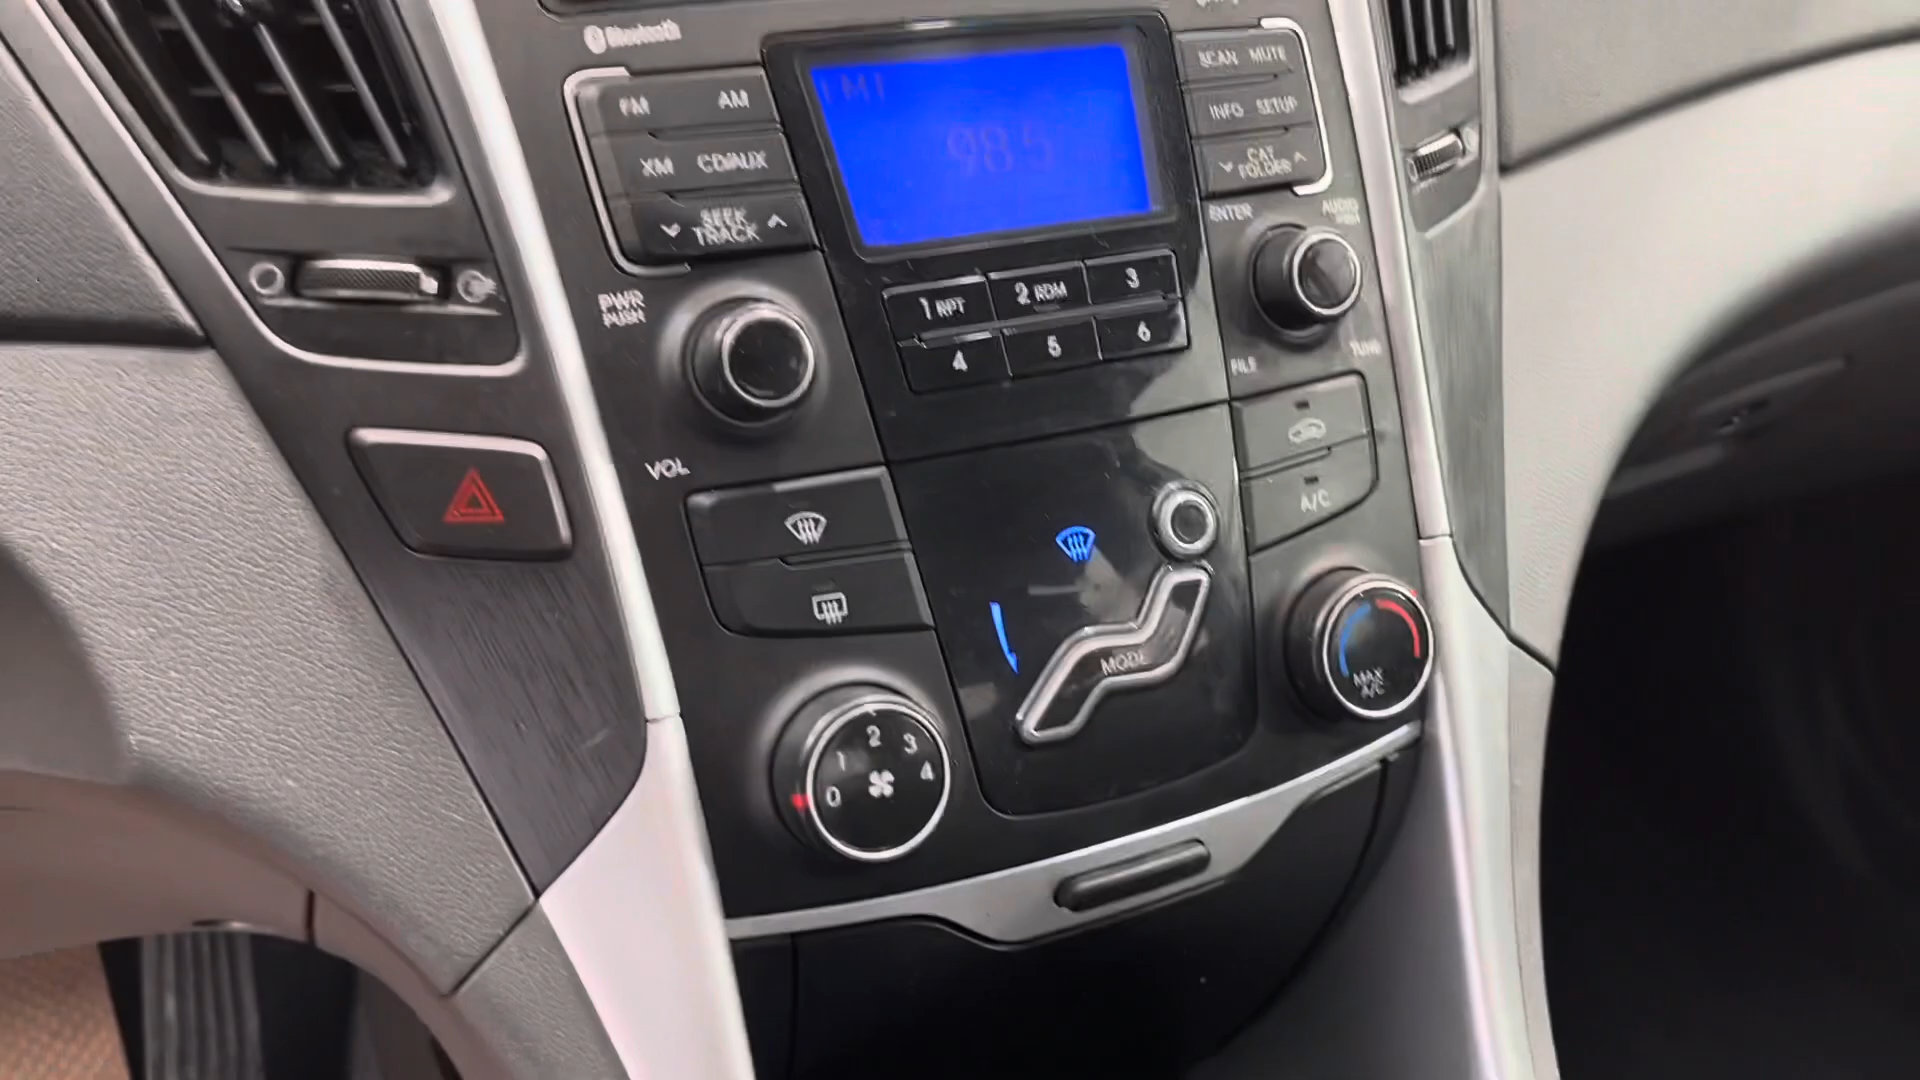 Bluetooth
FM AM
XM CD/AUX
SEEK
TRACK
98.5
SCAN MUTE
INFO SETUP
CAT
FOLDER
PWR
PUSH
VOL
1 RPT 2 RDM 3
4 5 6
ENTER AUDIO
FILE TUNE
A/C
MODE
0 1 2 3 4
MAX
A/C